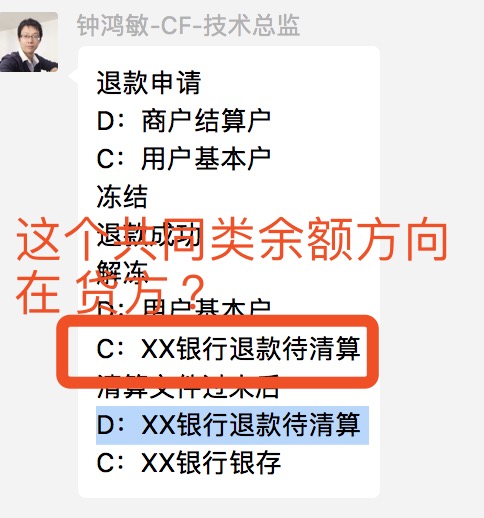 钟鸿敏-CF-技术总监
退款申请
D：商户结算户
C：用户基本户
冻结
退款成功
这个共同类余额方向
解冻
在贷方？
D：用户基本户
C：XX银行退款待清算
清算文件过来后
D：XX银行退款待清算
C：XX银行银存